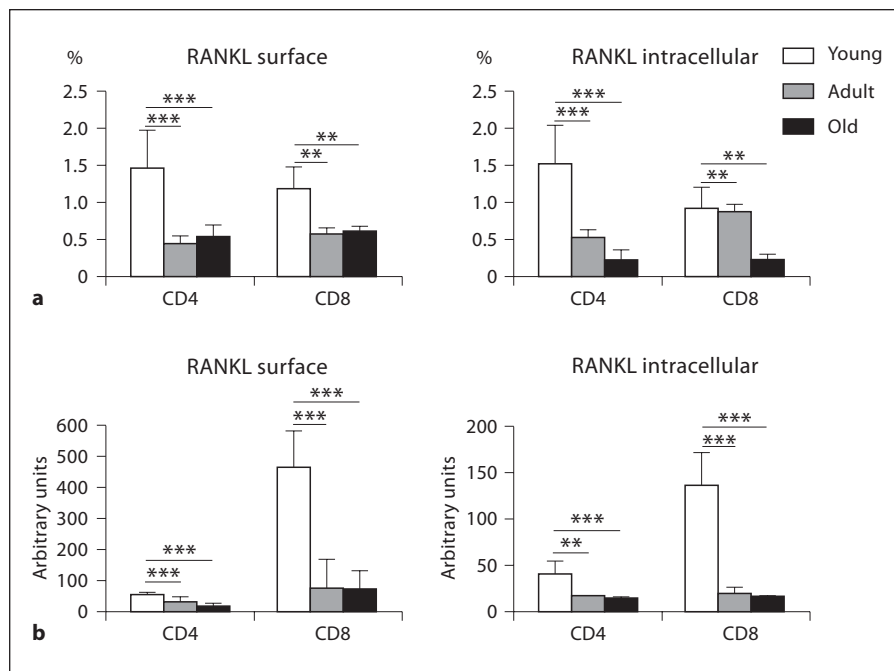 % RANKL surface
2.5
2.0
1.5
1.0
0.5
0
***
***
**
**
CD4 CD8
a
% RANKL intracellular
2.5
2.0
1.5
1.0
0.5
0
***
***
**
**
CD4 CD8
Young
Adult
Old
RANKL surface
Arbitrary units
600
500
400
300
200
100
0
***
***
***
***
CD4 CD8
b
RANKL intracellular
Arbitrary units
200
150
100
50
0
***
**
***
***
CD4 CD8